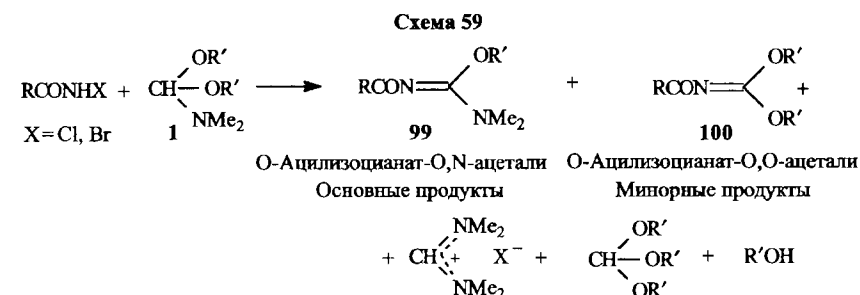 Схема 59
OR′ OR′ OR′
RCONHX + CH—OR′ → RCON=C + RCON=C +
NMe₂ NMe₂ OR′
X=Cl, Br 1 99 100
О-Ацилизоцианат-O,N-ацетали О-Ацилизоцианат-О,О-ацетали
Основные продукты Минорные продукты
NMe₂ OR′
+ CH + X⁻ + CH—OR′ + R′OH
NMe₂ OR′